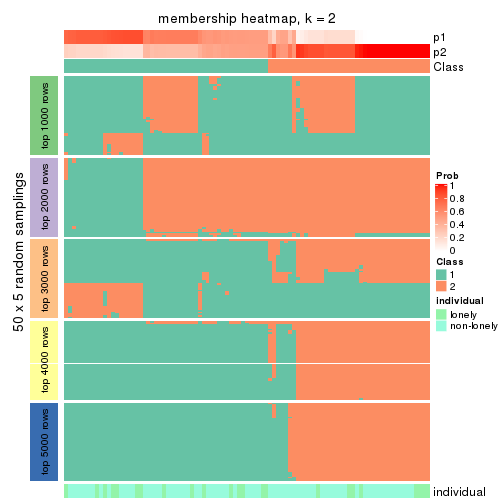 membership heatmap, k = 2
p1
p2
Class
50 x 5 random samplings
top 1000 rows
top 2000 rows
top 3000 rows
top 4000 rows
top 5000 rows
individual
Prob
1
0.8
0.6
0.4
0.2
0
Class
1
2
individual
lonely
non-lonely